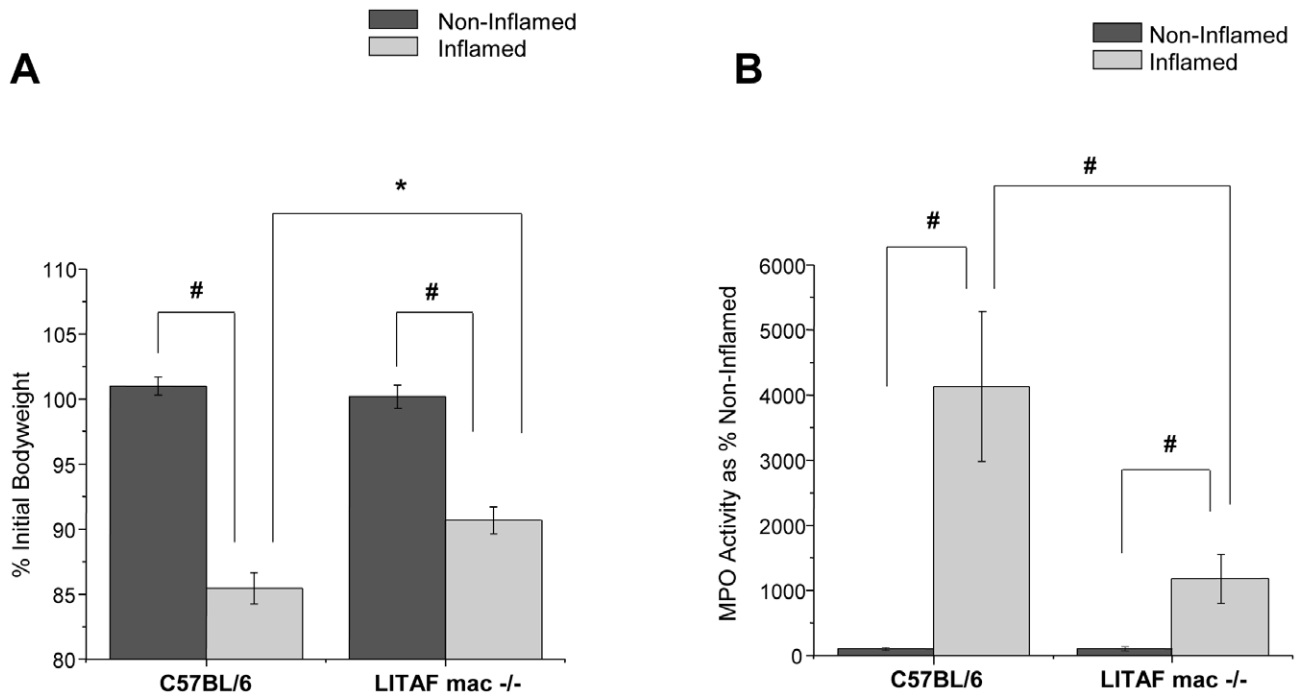 A
Non-Inflamed
Inflamed
% Initial Bodyweight
110
105
100
95
90
85
80
#
#
*
C57BL/6
LITAF mac -/-
B
Non-Inflamed
Inflamed
MPO Activity as % Non-Inflamed
6000
5000
4000
3000
2000
1000
0
#
#
#
C57BL/6
LITAF mac -/-